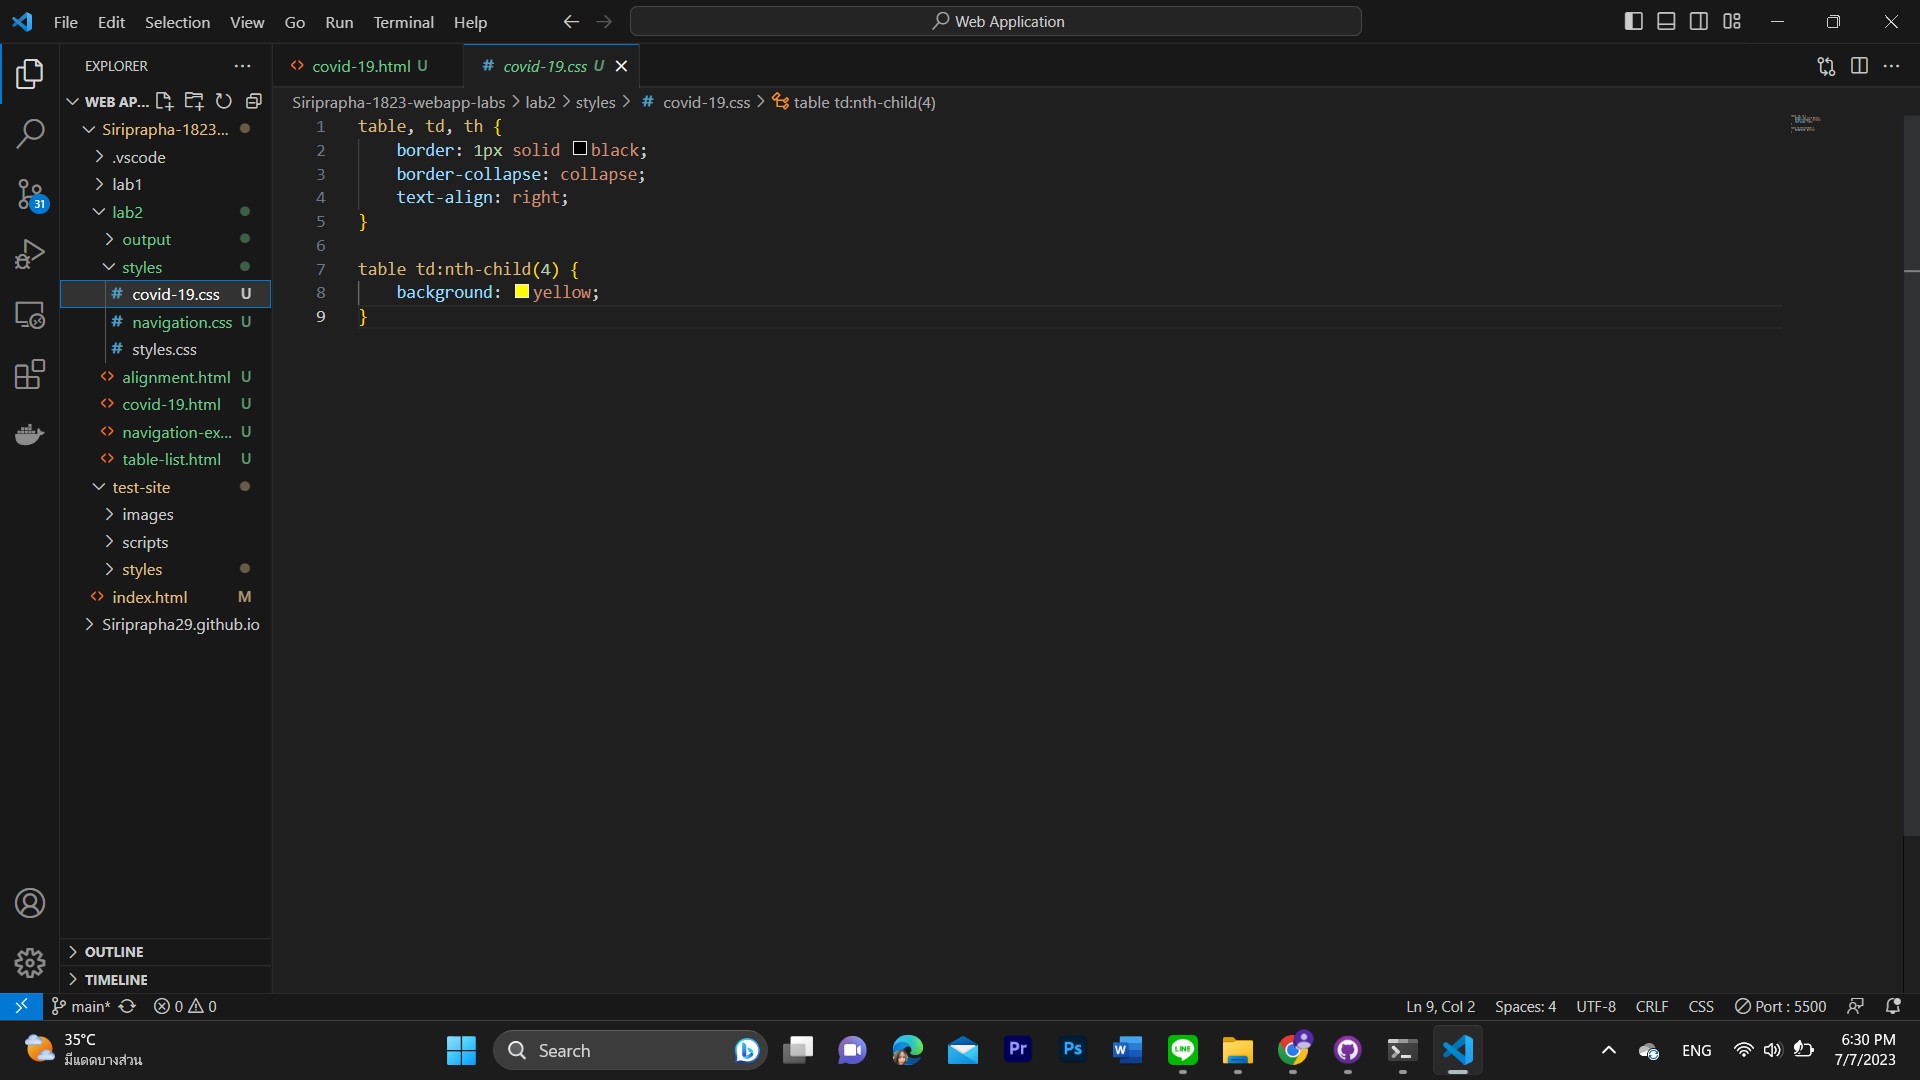 File Edit Selection View Go Run Terminal Help
Web Application
EXPLORER
covid-19.html U
# covid-19.css U
WEB AP...
Siriprapha-1823-webapp-labs > lab2 > styles > # covid-19.css > table td:nth-child(4)
Siriprapha-1823...
.vscode
lab1
lab2
output
styles
# covid-19.css U
# navigation.css U
# styles.css
alignment.html U
covid-19.html U
navigation-ex... U
table-list.html U
test-site
images
scripts
styles
index.html M
Siriprapha29.github.io
1 table, td, th {
2 border: 1px solid black;
3 border-collapse: collapse;
4 text-align: right;
5 }
6
7 table td:nth-child(4) {
8 background: yellow;
9 }
31
OUTLINE
TIMELINE
main* 0 0
Ln 9, Col 2 Spaces: 4 UTF-8 CRLF CSS Port : 5500
35°C
มีแดดบางส่วน
Search
Pr
Ps
W
LINE
ENG
6:30 PM
7/7/2023